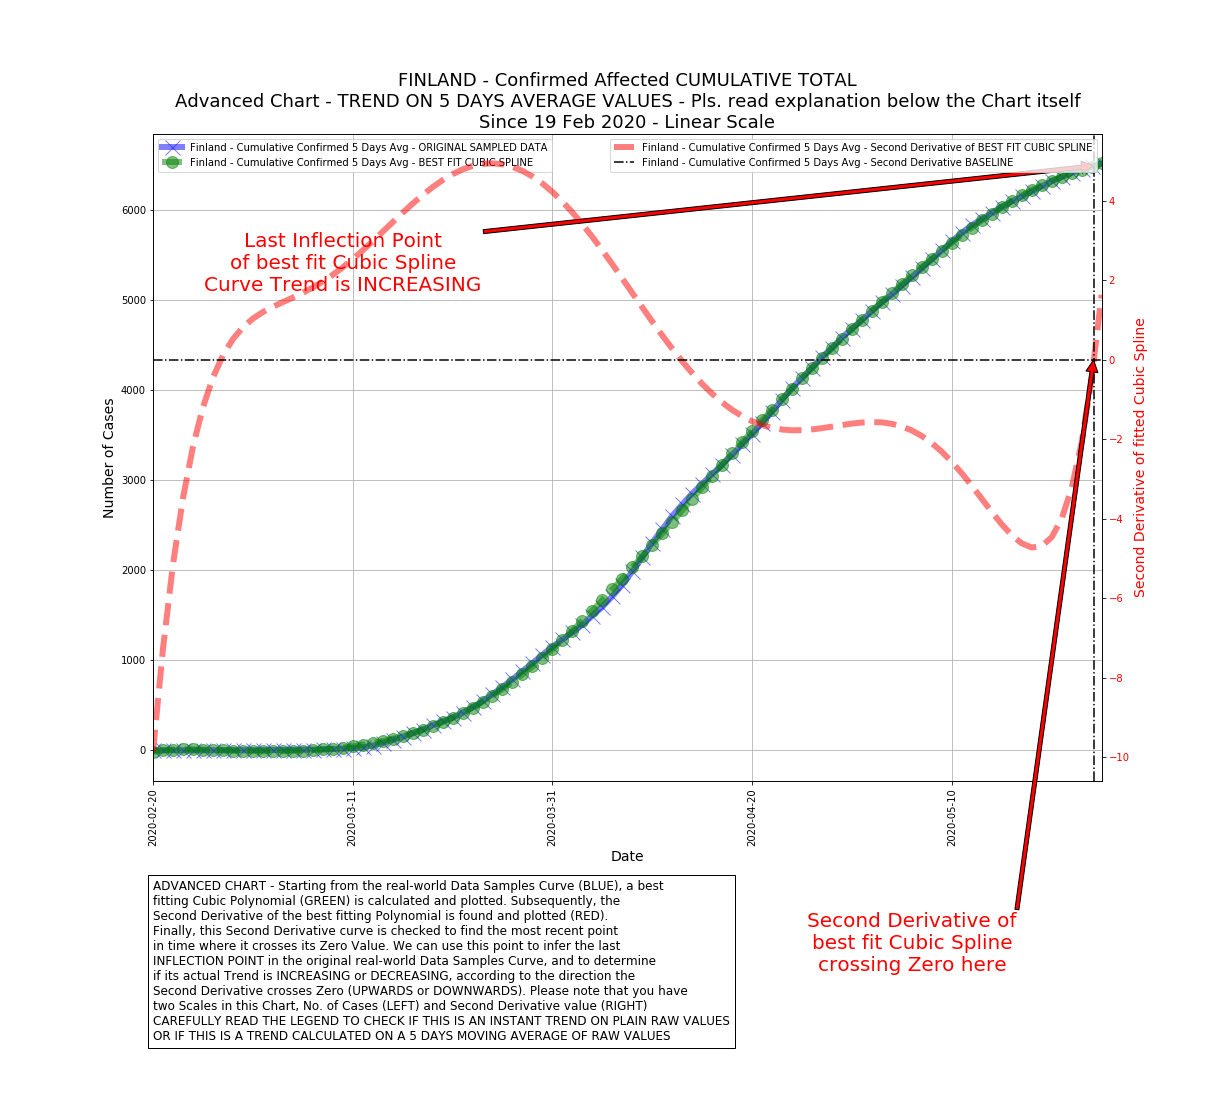 FINLAND - Confirmed Affected CUMULATIVE TOTAL
Advanced Chart - TREND ON 5 DAYS AVERAGE VALUES - Pls. read explanation below the Chart itself
Since 19 Feb 2020 - Linear Scale
Finland - Cumulative Confirmed 5 Days Avg - ORIGINAL SAMPLED DATA
Finland - Cumulative Confirmed 5 Days Avg - BEST FIT CUBIC SPLINE
Finland - Cumulative Confirmed 5 Days Avg - Second Derivative of BEST FIT CUBIC SPLINE
Finland - Cumulative Confirmed 5 Days Avg - Second Derivative BASELINE
Last Inflection Point
of best fit Cubic Spline
Curve Trend is INCREASING
Number of Cases
6000
5000
4000
3000
2000
1000
0
4
2
0
−2
−4
−6
−8
−10
Second Derivative of fitted Cubic Spline
2020-02-20
2020-03-11
2020-03-31
2020-04-20
2020-05-10
Date
ADVANCED CHART - Starting from the real-world Data Samples Curve (BLUE), a best
fitting Cubic Polynomial (GREEN) is calculated and plotted. Subsequently, the
Second Derivative of the best fitting Polynomial is found and plotted (RED).
Finally, this Second Derivative curve is checked to find the most recent point
in time where it crosses its Zero Value. We can use this point to infer the last
INFLECTION POINT in the original real-world Data Samples Curve, and to determine
if its actual Trend is INCREASING or DECREASING, according to the direction the
Second Derivative crosses Zero (UPWARDS or DOWNWARDS). Please note that you have
two Scales in this Chart, No. of Cases (LEFT) and Second Derivative value (RIGHT)
CAREFULLY READ THE LEGEND TO CHECK IF THIS IS AN INSTANT TREND ON PLAIN RAW VALUES
OR IF THIS IS A TREND CALCULATED ON A 5 DAYS MOVING AVERAGE OF RAW VALUES
Second Derivative of
best fit Cubic Spline
crossing Zero here